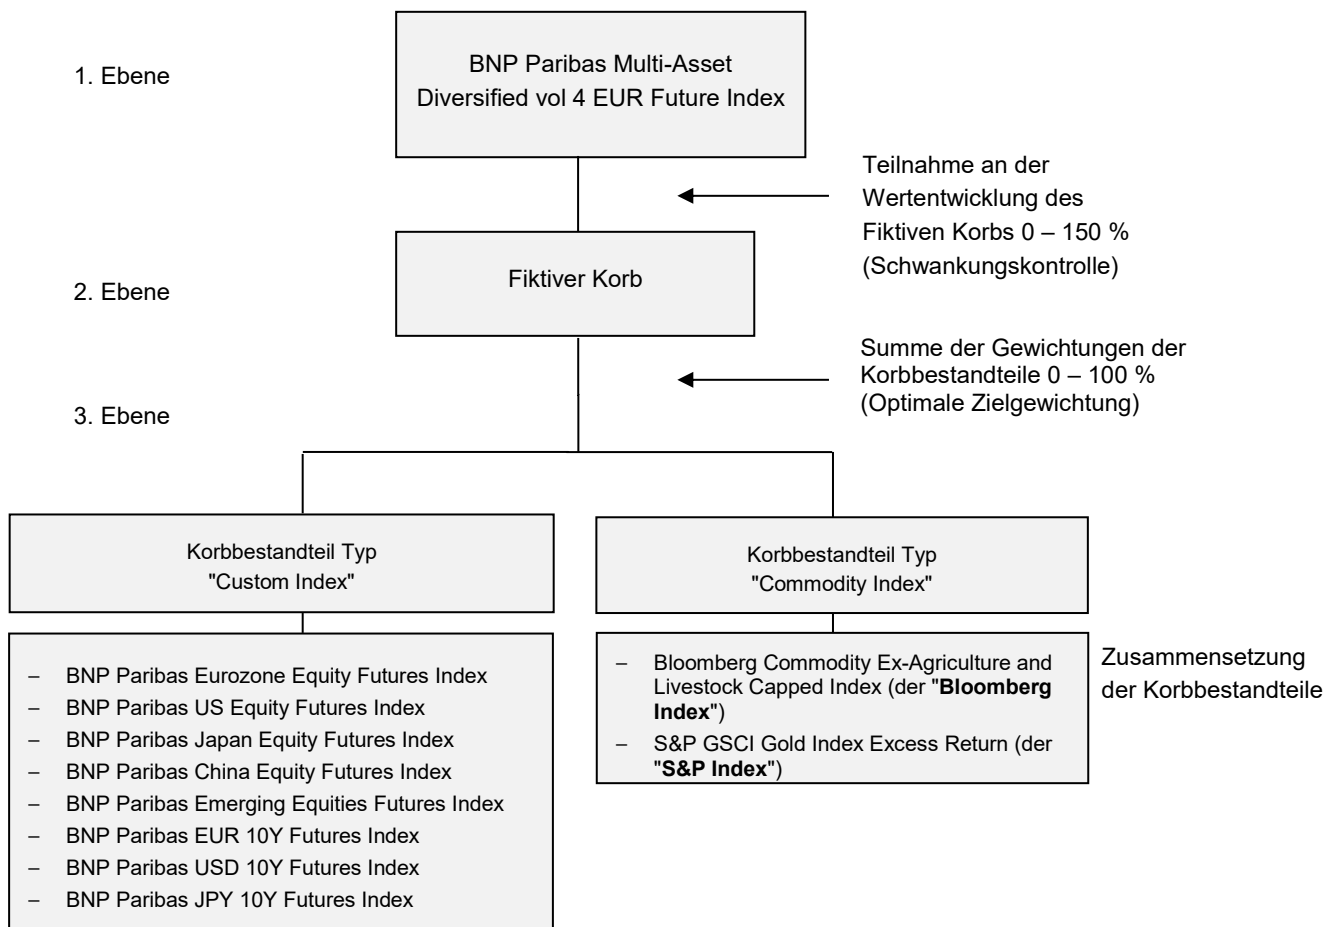 1. Ebene
BNP Paribas Multi-Asset
Diversified vol 4 EUR Future Index
Teilnahme an der
Wertentwicklung des
Fiktiven Korbs 0 – 150 %
(Schwankungskontrolle)
2. Ebene
Fiktiver Korb
Summe der Gewichtungen der
Korbbestandteile 0 – 100 %
(Optimale Zielgewichtung)
3. Ebene
Korbbestandteil Typ
"Custom Index"
Korbbestandteil Typ
"Commodity Index"
– BNP Paribas Eurozone Equity Futures Index
– BNP Paribas US Equity Futures Index
– BNP Paribas Japan Equity Futures Index
– BNP Paribas China Equity Futures Index
– BNP Paribas Emerging Equities Futures Index
– BNP Paribas EUR 10Y Futures Index
– BNP Paribas USD 10Y Futures Index
– BNP Paribas JPY 10Y Futures Index
– Bloomberg Commodity Ex-Agriculture and
Livestock Capped Index (der "Bloomberg
Index")
– S&P GSCI Gold Index Excess Return (der
"S&P Index")
Zusammensetzung
der Korbbestandteile